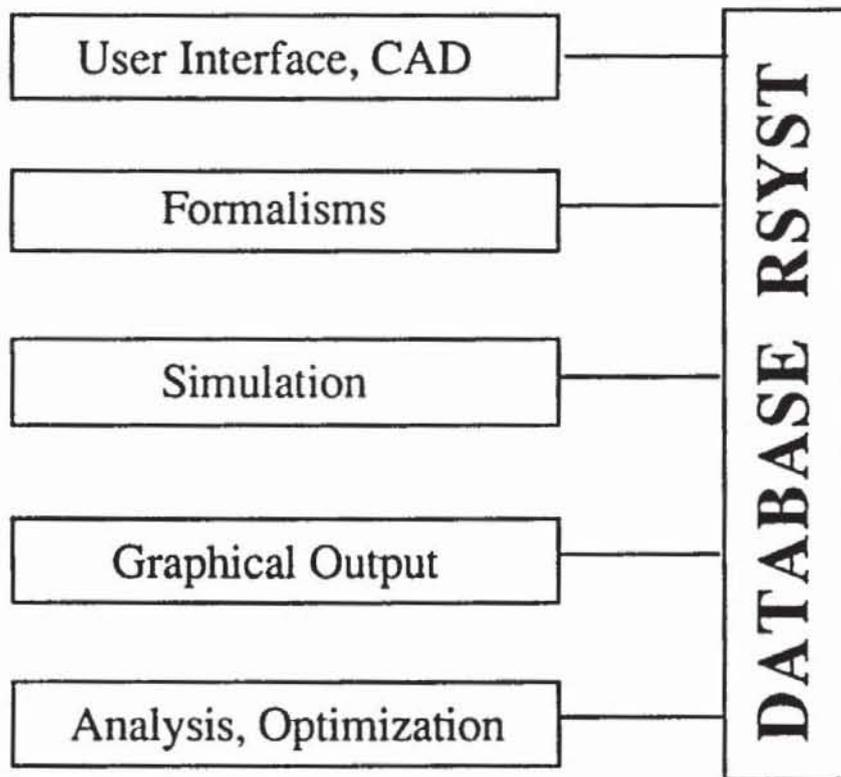 User Interface, CAD
Formalisms
Simulation
Graphical Output
Analysis, Optimization
DATABASE RSYST